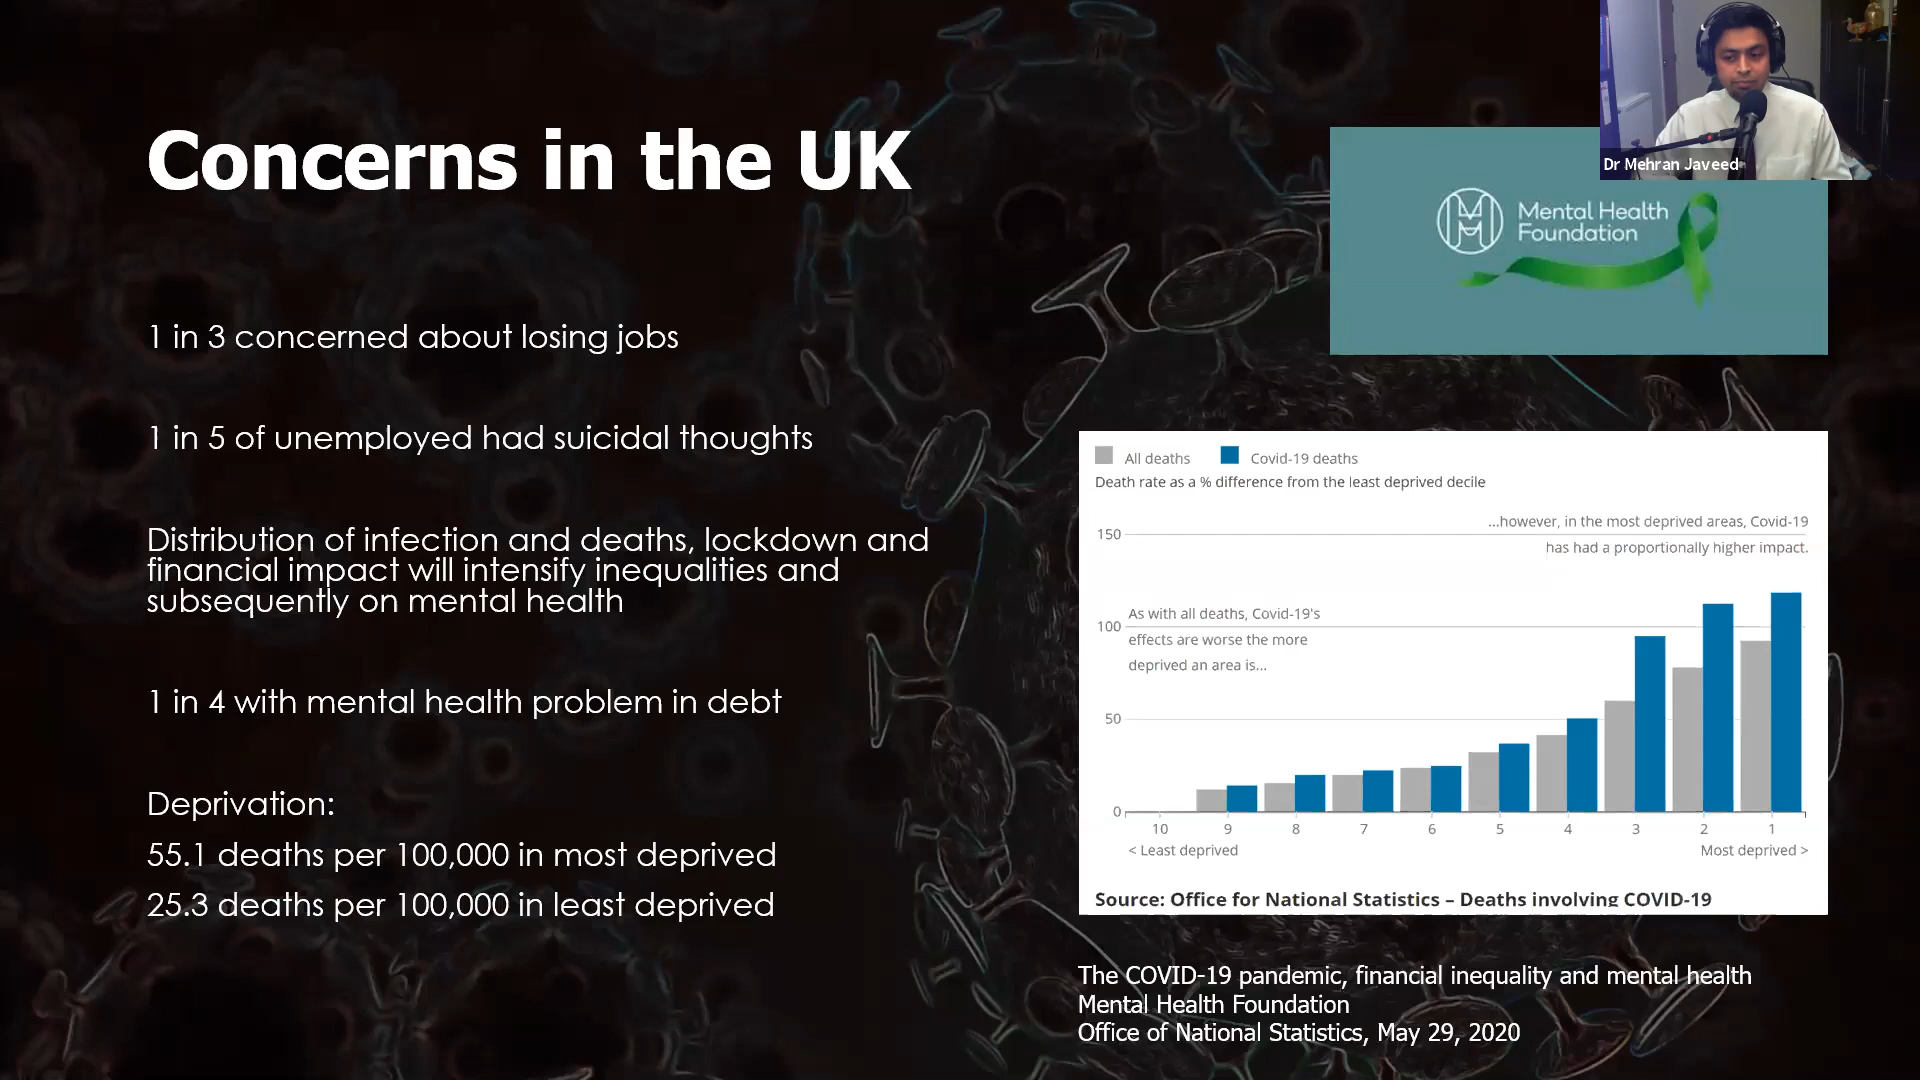 Dr Mehran Javeed
Concerns in the UK
Mental Health
Foundation
1 in 3 concerned about losing jobs
1 in 5 of unemployed had suicidal thoughts
Distribution of infection and deaths, lockdown and
financial impact will intensify inequalities and
subsequently on mental health
1 in 4 with mental health problem in debt
Deprivation:
55.1 deaths per 100,000 in most deprived
25.3 deaths per 100,000 in least deprived
All deaths Covid-19 deaths
Death rate as a % difference from the least deprived decile
...however, in the most deprived areas, Covid-19
has had a proportionally higher impact.
As with all deaths, Covid-19's
effects are worse the more
deprived an area is...
150
100
50
0
10 9 8 7 6 5 4 3 2 1
< Least deprived Most deprived >
Source: Office for National Statistics – Deaths involving COVID-19
The COVID-19 pandemic, financial inequality and mental health
Mental Health Foundation
Office of National Statistics, May 29, 2020